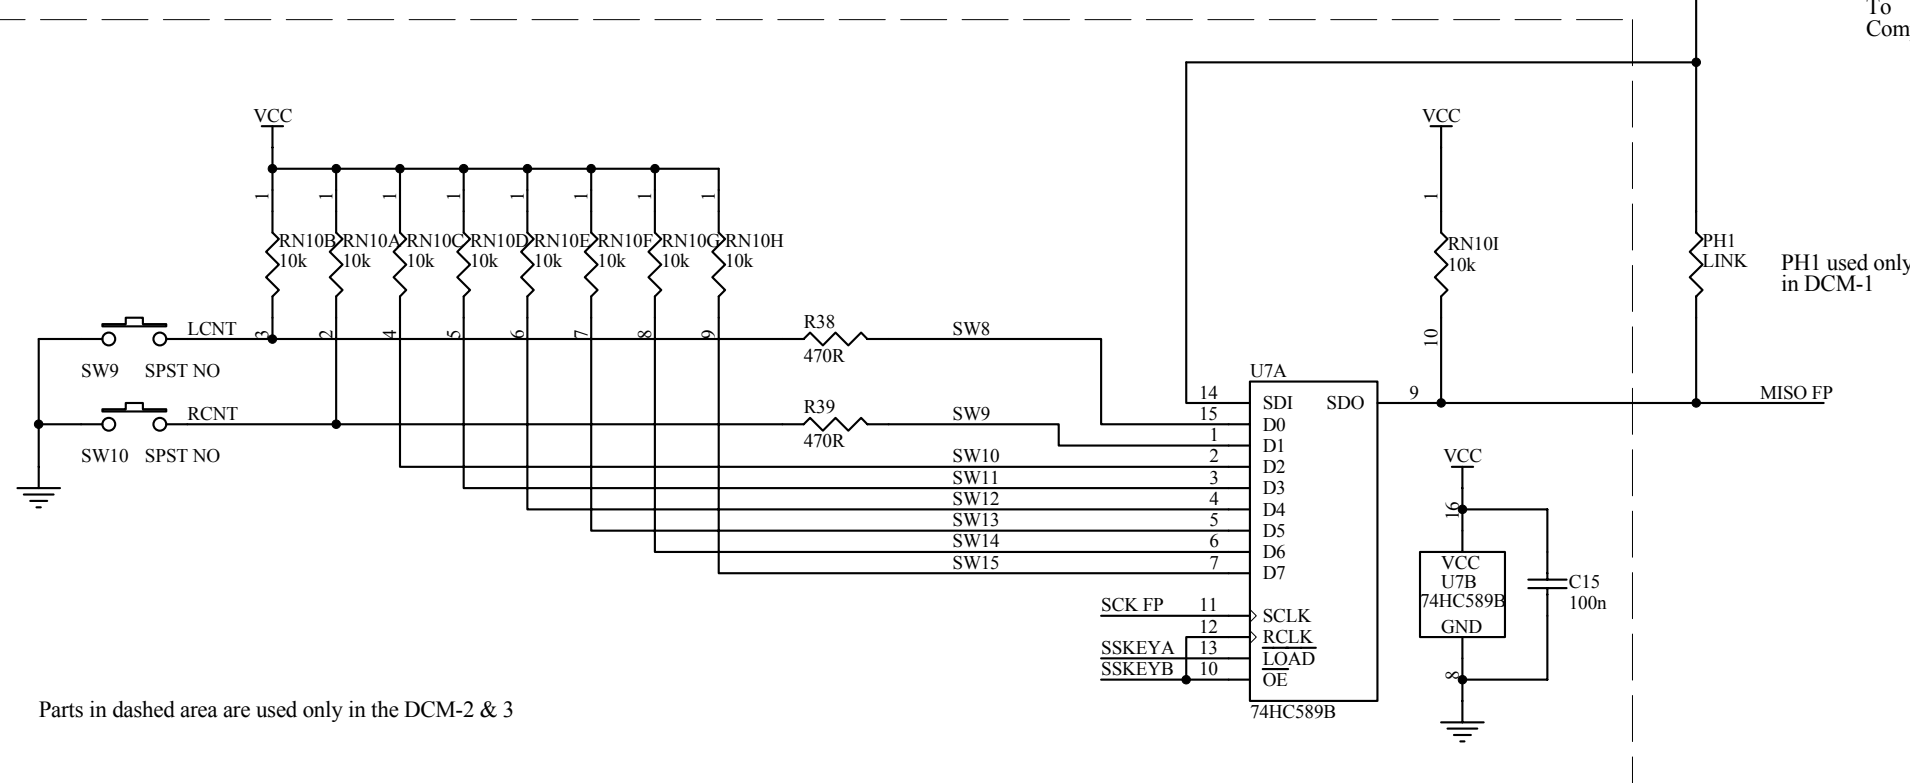 To
Com
VCC
VCC
1 1 1 1 1 1 1 1
1
RN10B RN10A RN10C RN10D RN10E RN10F RN10G RN10H
10k 10k 10k 10k 10k 10k 10k 10k
RN10I
10k
PH1
LINK
PH1 used only
in DCM-1
3 2 4 5 6 7 8 9
10
LCNT
R38
470R
SW8
SW9 SPST NO
RCNT
R39
470R
SW9
SW10 SPST NO
U7A
14 SDI SDO 9
MISO FP
15 D0
1 D1
SW10 2 D2
SW11 3 D3
SW12 4 D4
SW13 5 D5
SW14 6 D6
SW15 7 D7
SCK FP 11 SCLK
12 RCLK
SSKEYA 13 LOAD
SSKEYB 10 OE
74HC589B
VCC
16
VCC
U7B
74HC589B
GND
8
C15
100n
Parts in dashed area are used only in the DCM-2 & 3